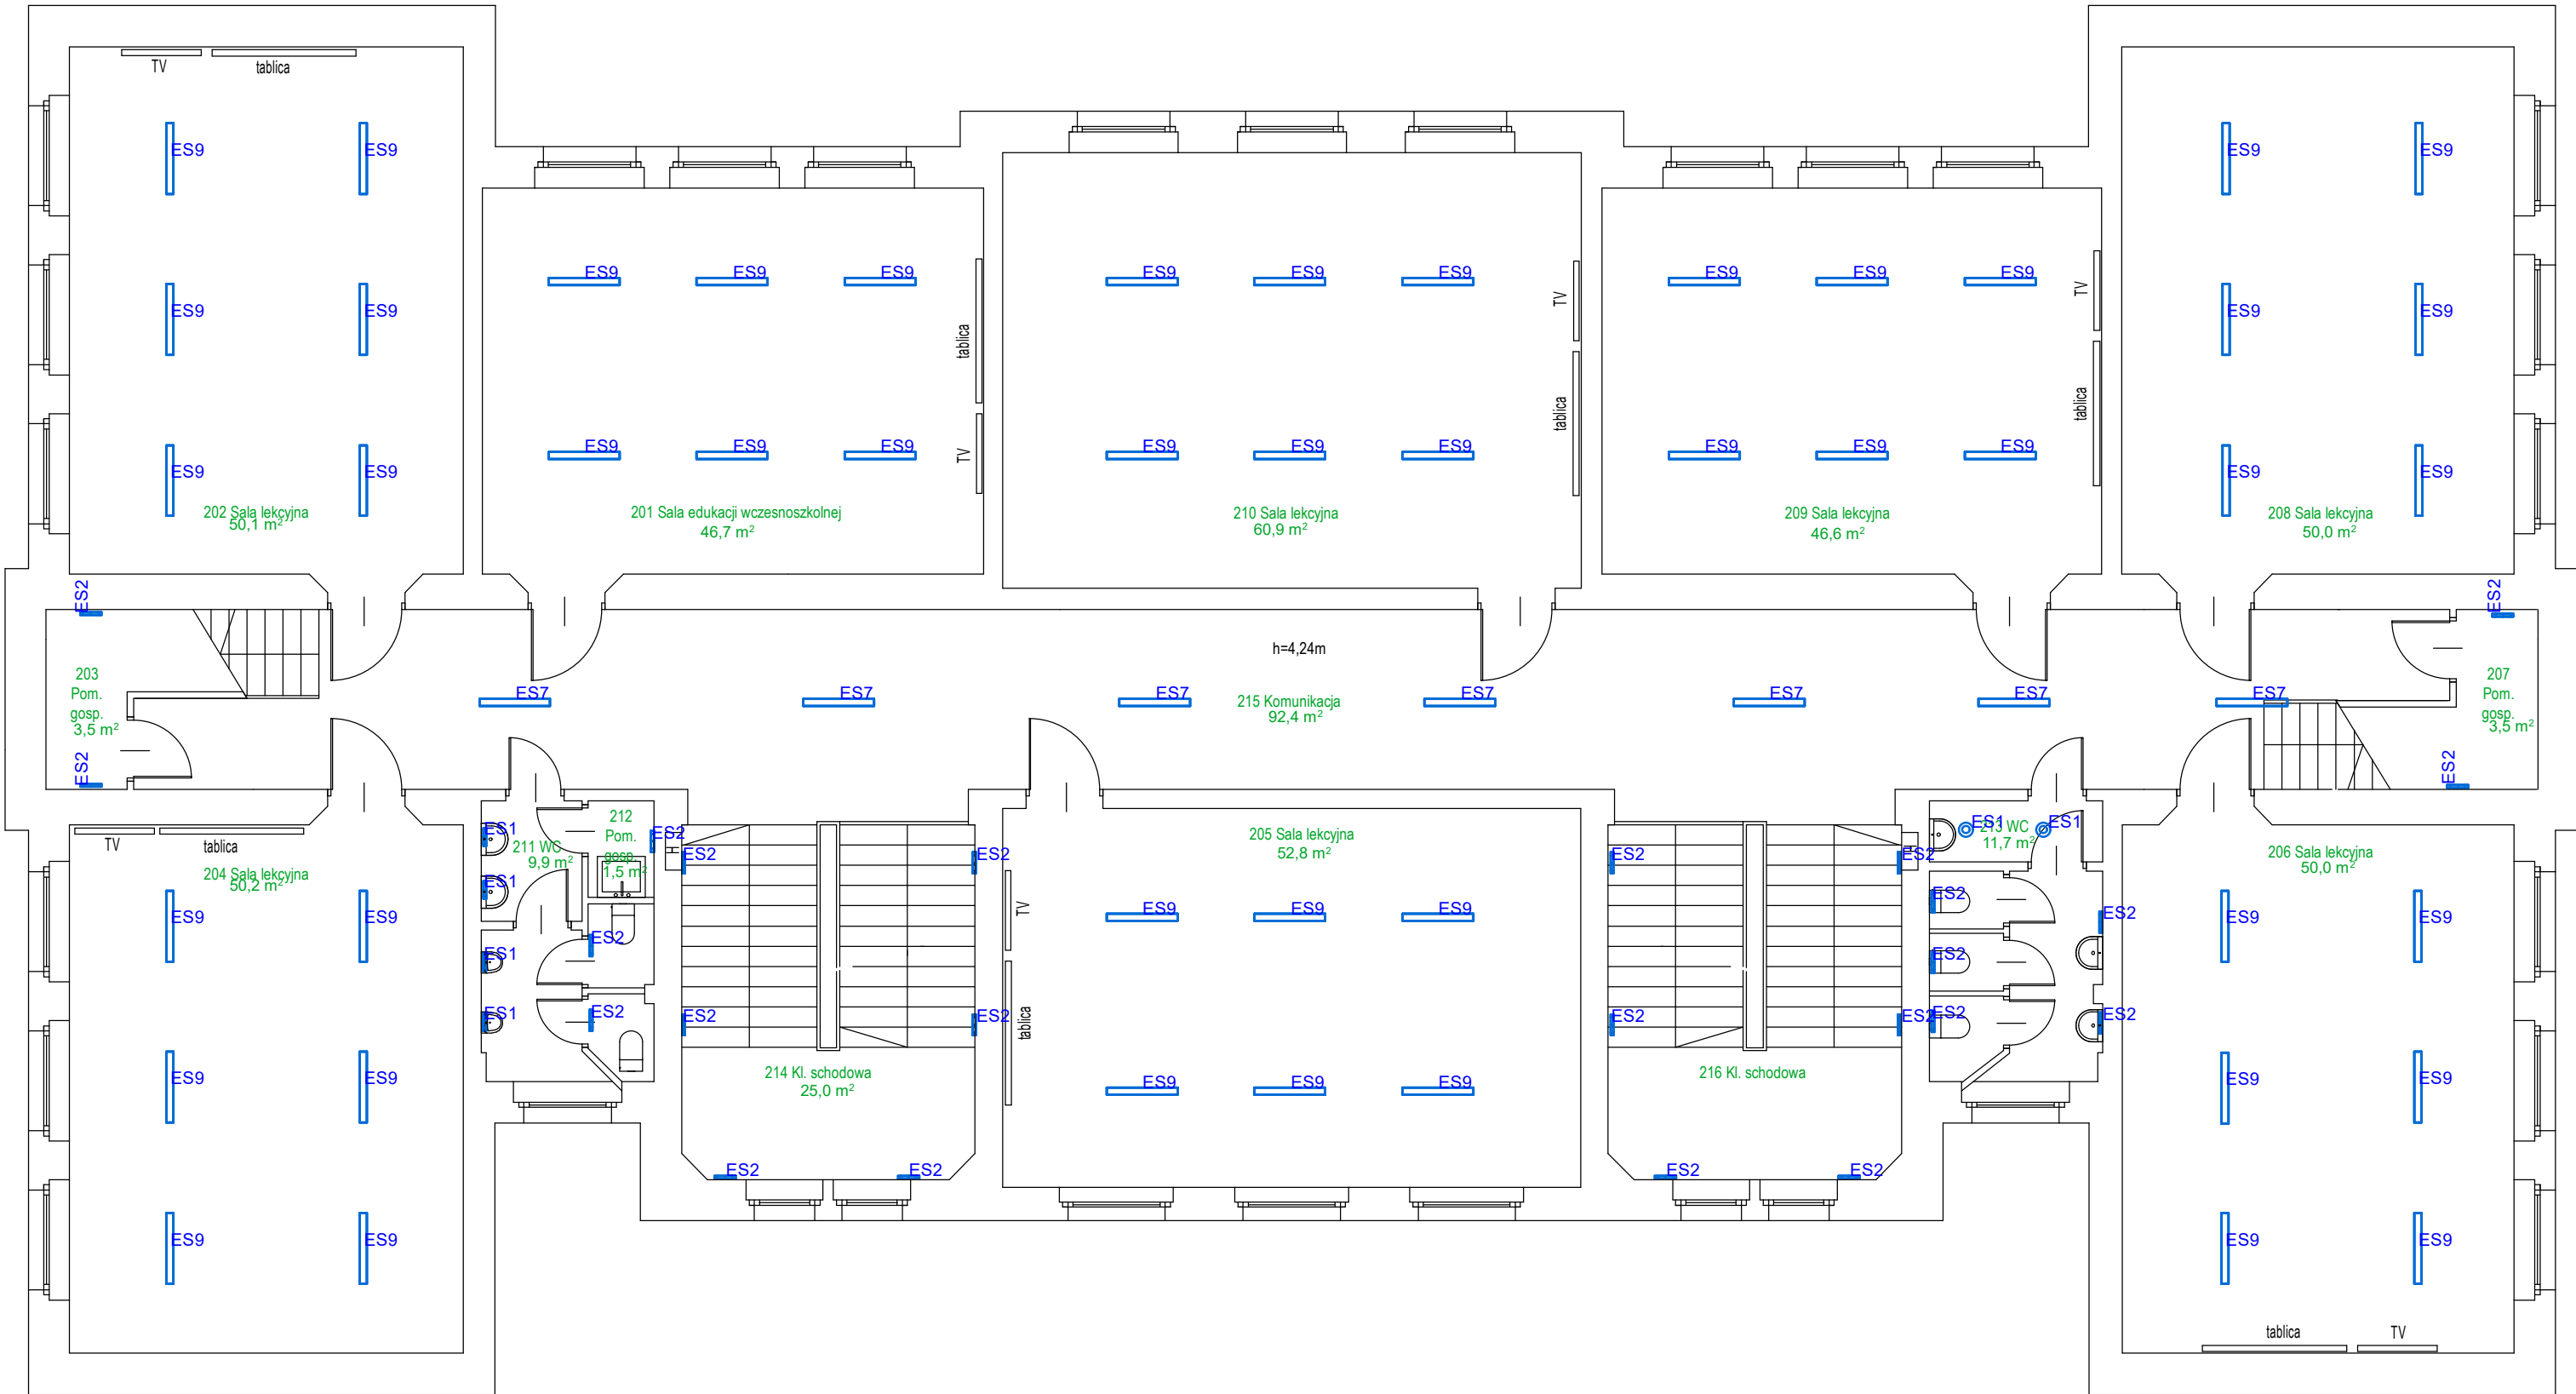 TV
tablica
ES9
ES9
ES9
ES9
ES9
ES9
202 Sala lekcyjna
50,1 m²
ES9
ES9
ES9
tablica
ES9
ES9
ES9
TV
201 Sala edukacji wczesnoszkolnej
46,7 m²
ES9
ES9
ES9
TV
tablica
ES9
ES9
ES9
210 Sala lekcyjna
60,9 m²
ES9
ES9
ES9
TV
tablica
ES9
ES9
ES9
209 Sala lekcyjna
46,6 m²
ES9
ES9
ES9
ES9
ES9
ES9
208 Sala lekcyjna
50,0 m²
ES2
203
Pom.
gosp.
3,5 m²
ES2
h=4,24m
ES7
ES7
ES7
215 Komunikacja
92,4 m²
ES7
ES7
ES7
ES7
ES2
207
Pom.
gosp.
3,5 m²
ES2
TV
tablica
204 Sala lekcyjna
50,2 m²
ES9
ES9
ES9
ES9
ES9
ES9
ES1
211 WC
9,9 m²
ES1
ES1
ES1
212
Pom.
gosp.
1,5 m²
ES2
ES2
ES2
H
ES2
ES2
ES2
ES2
214 Kl. schodowa
25,0 m²
ES2
ES2
205 Sala lekcyjna
52,8 m²
TV
tablica
ES9
ES9
ES9
ES9
ES9
ES9
ES2
ES2
ES2
ES2
216 Kl. schodowa
ES2
ES2
ES1
213 WC
11,7 m²
ES1
ES2
ES2
ES2
ES2
ES2
206 Sala lekcyjna
50,0 m²
ES9
ES9
ES9
ES9
ES9
ES9
tablica
TV